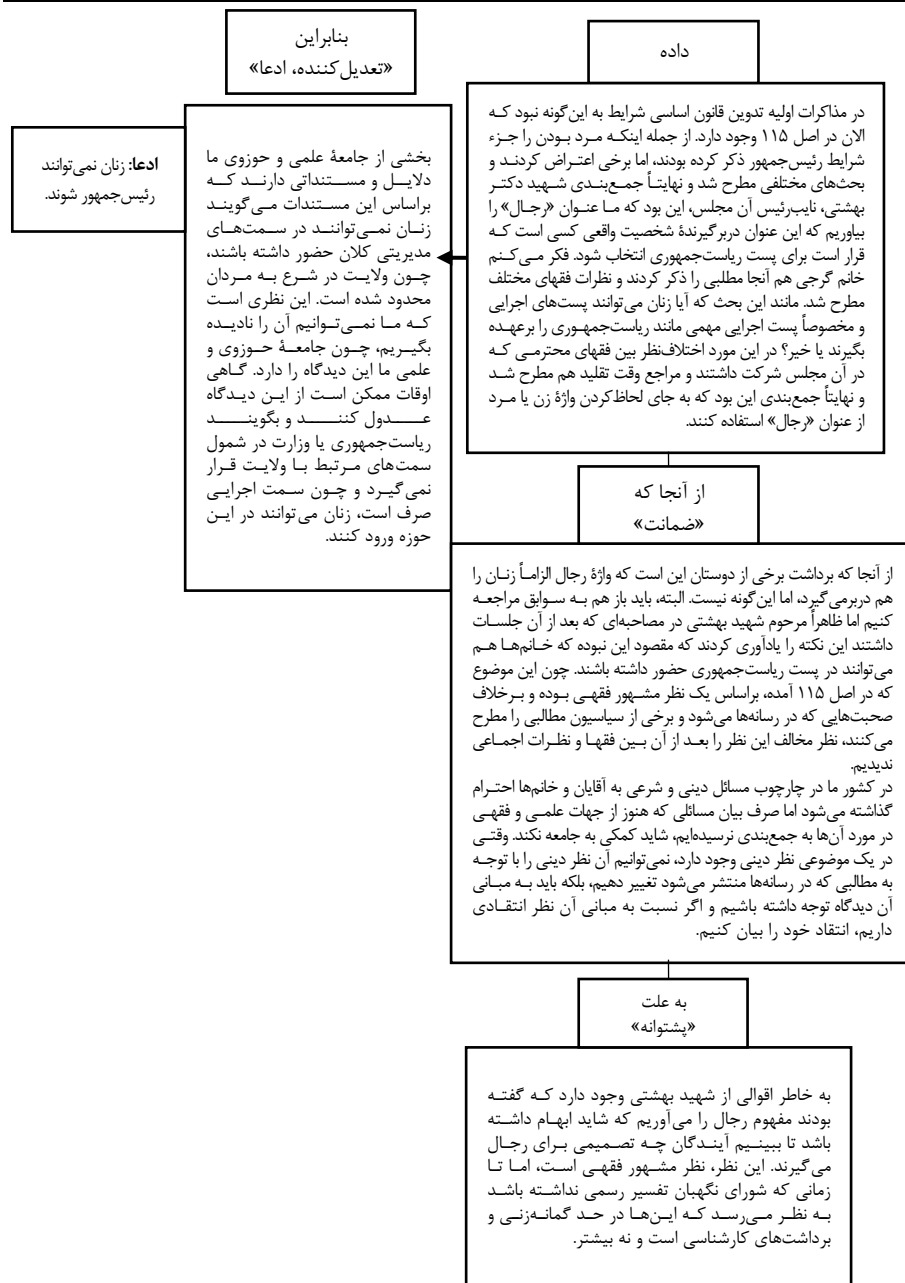 داده
در مذاکرات اولیه تدوین قانون اساسی شرایط به این‌گونه نبود که
الان در اصل ۱۱۵ وجود دارد. از جمله اینکه مرد بودن را جزء
شرایط رئیس‌جمهور ذکر کرده بودند، اما برخی اعتراض کردند و
بحث‌های مختلفی مطرح شد و نهایتاً جمع‌بندی شهید دکتر
بهشتی، نایب‌رئیس آن مجلس، این بود که ما عنوان «رجال» را
بیاوریم که این عنوان دربرگیرندهٔ شخصیت واقعی کسی است که
قرار است برای پست ریاست‌جمهوری انتخاب شود. فکر می‌کنم
خانم گرجی هم آنجا مطلبی را ذکر کردند و نظرات فقهای مختلف
مطرح شد. مانند این بحث که آیا زنان می‌توانند پست‌های اجرایی
و مخصوصاً پست اجرایی مهمی مانند ریاست‌جمهوری را برعهده
بگیرند یا خیر؟ در این مورد اختلاف‌نظر بین فقهای محترمی که
در آن مجلس شرکت داشتند و مراجع وقت تقلید هم مطرح شد
و نهایتاً جمع‌بندی این بود که به جای لحاظ‌کردن واژهٔ زن یا مرد
از عنوان «رجال» استفاده کنند.
بنابراین
«تعدیل‌کننده، ادعا»
بخشی از جامعهٔ علمی و حوزوی ما
دلایل و مستنداتی دارند که
براساس این مستندات می‌گویند
زنان نمی‌توانند در سمت‌های
مدیریتی کلان حضور داشته باشند،
چون ولایت در شرع به مردان
محدود شده است. این نظری است
که ما نمی‌توانیم آن را نادیده
بگیریم، چون جامعهٔ حوزوی و
علمی ما این دیدگاه را دارد. گاهی
اوقات ممکن است از این دیدگاه
عدول کنند و بگویند
ریاست‌جمهوری یا وزارت در شمول
سمت‌های مرتبط با ولایت قرار
نمی‌گیرد و چون سمت اجرایی
صرف است، زنان می‌توانند در این
حوزه ورود کنند.
ادعا: زنان نمی‌توانند
رئیس‌جمهور شوند.
از آنجا که
«ضمانت»
از آنجا که برداشت برخی از دوستان این است که واژهٔ رجال الزاماً زنان را
هم دربرمی‌گیرد، اما این‌گونه نیست. البته، باید باز هم به سوابق مراجعه
کنیم اما ظاهراً مرحوم شهید بهشتی در مصاحبه‌ای که بعد از آن جلسات
داشتند این نکته را یادآوری کردند که مقصود این نبوده که خانم‌ها هم
می‌توانند در پست ریاست‌جمهوری حضور داشته باشند. چون این موضوع
که در اصل ۱۱۵ آمده، براساس یک نظر مشهور فقهی بوده و برخلاف
صحبت‌هایی که در رسانه‌ها می‌شود و برخی از سیاسیون مطالبی را مطرح
می‌کنند، نظر مخالف این نظر را بعد از آن بین فقها و نظرات اجماعی
ندیدیم.
در کشور ما در چارچوب مسائل دینی و شرعی به آقایان و خانم‌ها احترام
گذاشته می‌شود اما صرف بیان مسائلی که هنوز از جهات علمی و فقهی
در مورد آن‌ها به جمع‌بندی نرسیده‌ایم، شاید کمکی به جامعه نکند. وقتی
در یک موضوعی نظر دینی وجود دارد، نمی‌توانیم آن نظر دینی را با توجه
به مطالبی که در رسانه‌ها منتشر می‌شود تغییر دهیم، بلکه باید به مبانی
آن دیدگاه توجه داشته باشیم و اگر نسبت به مبانی آن نظر انتقادی
داریم، انتقاد خود را بیان کنیم.
به علت
«پشتوانه»
به خاطر اقوالی از شهید بهشتی وجود دارد که گفته
بودند مفهوم رجال را می‌آوریم که شاید ابهام داشته
باشد تا ببینیم آیندگان چه تصمیمی برای رجال
می‌گیرند. این نظر، نظر مشهور فقهی است، اما تا
زمانی که شورای نگهبان تفسیر رسمی نداشته باشد
به نظر می‌رسد که این‌ها در حد گمانه‌زنی و
برداشت‌های کارشناسی است و نه بیشتر.